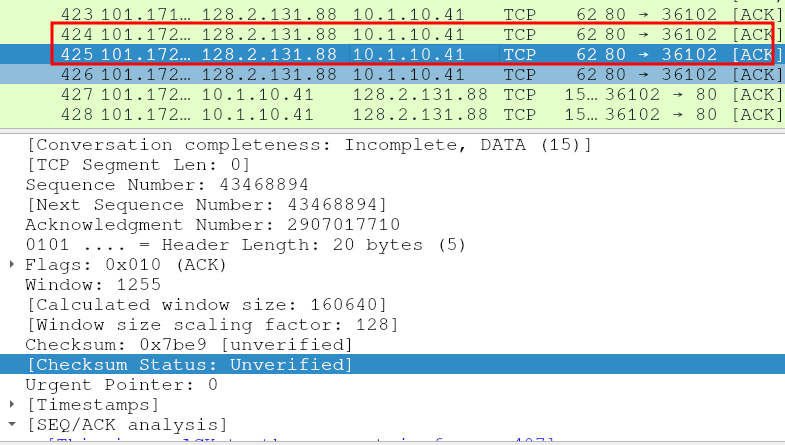 423 101.171… 128.2.131.88 10.1.10.41 TCP 62 80 → 36102 [ACK]
424 101.172… 128.2.131.88 10.1.10.41 TCP 62 80 → 36102 [ACK]
425 101.172… 128.2.131.88 10.1.10.41 TCP 62 80 → 36102 [ACK]
426 101.172… 128.2.131.88 10.1.10.41 TCP 62 80 → 36102 [ACK]
427 101.172… 10.1.10.41 128.2.131.88 TCP 15… 36102 → 80 [ACK]
428 101.172… 10.1.10.41 128.2.131.88 TCP 15… 36102 → 80 [ACK]
[Conversation completeness: Incomplete, DATA (15)]
[TCP Segment Len: 0]
Sequence Number: 43468894
[Next Sequence Number: 43468894]
Acknowledgment Number: 2907017710
0101 .... = Header Length: 20 bytes (5)
Flags: 0x010 (ACK)
Window: 1255
[Calculated window size: 160640]
[Window size scaling factor: 128]
Checksum: 0x7be9 [unverified]
[Checksum Status: Unverified]
Urgent Pointer: 0
[Timestamps]
[SEQ/ACK analysis]